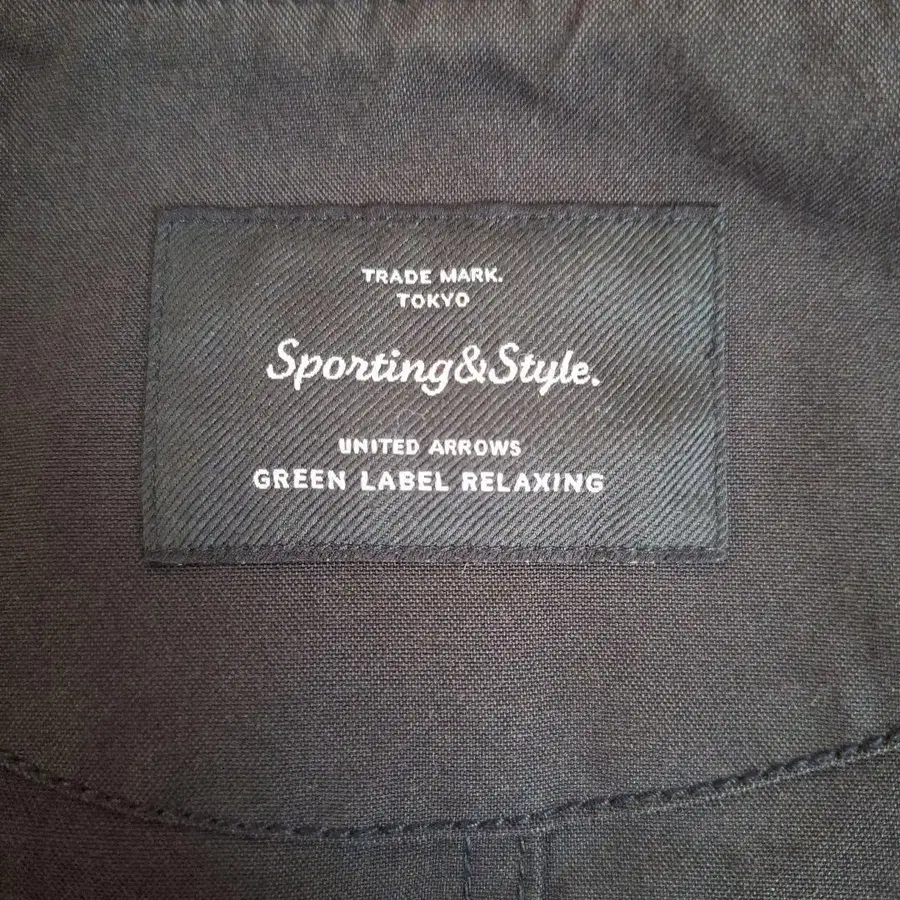 TRADE MARK.
TOKYO
Sporting&Style.
UNITED ARROWS
GREEN LABEL RELAXING